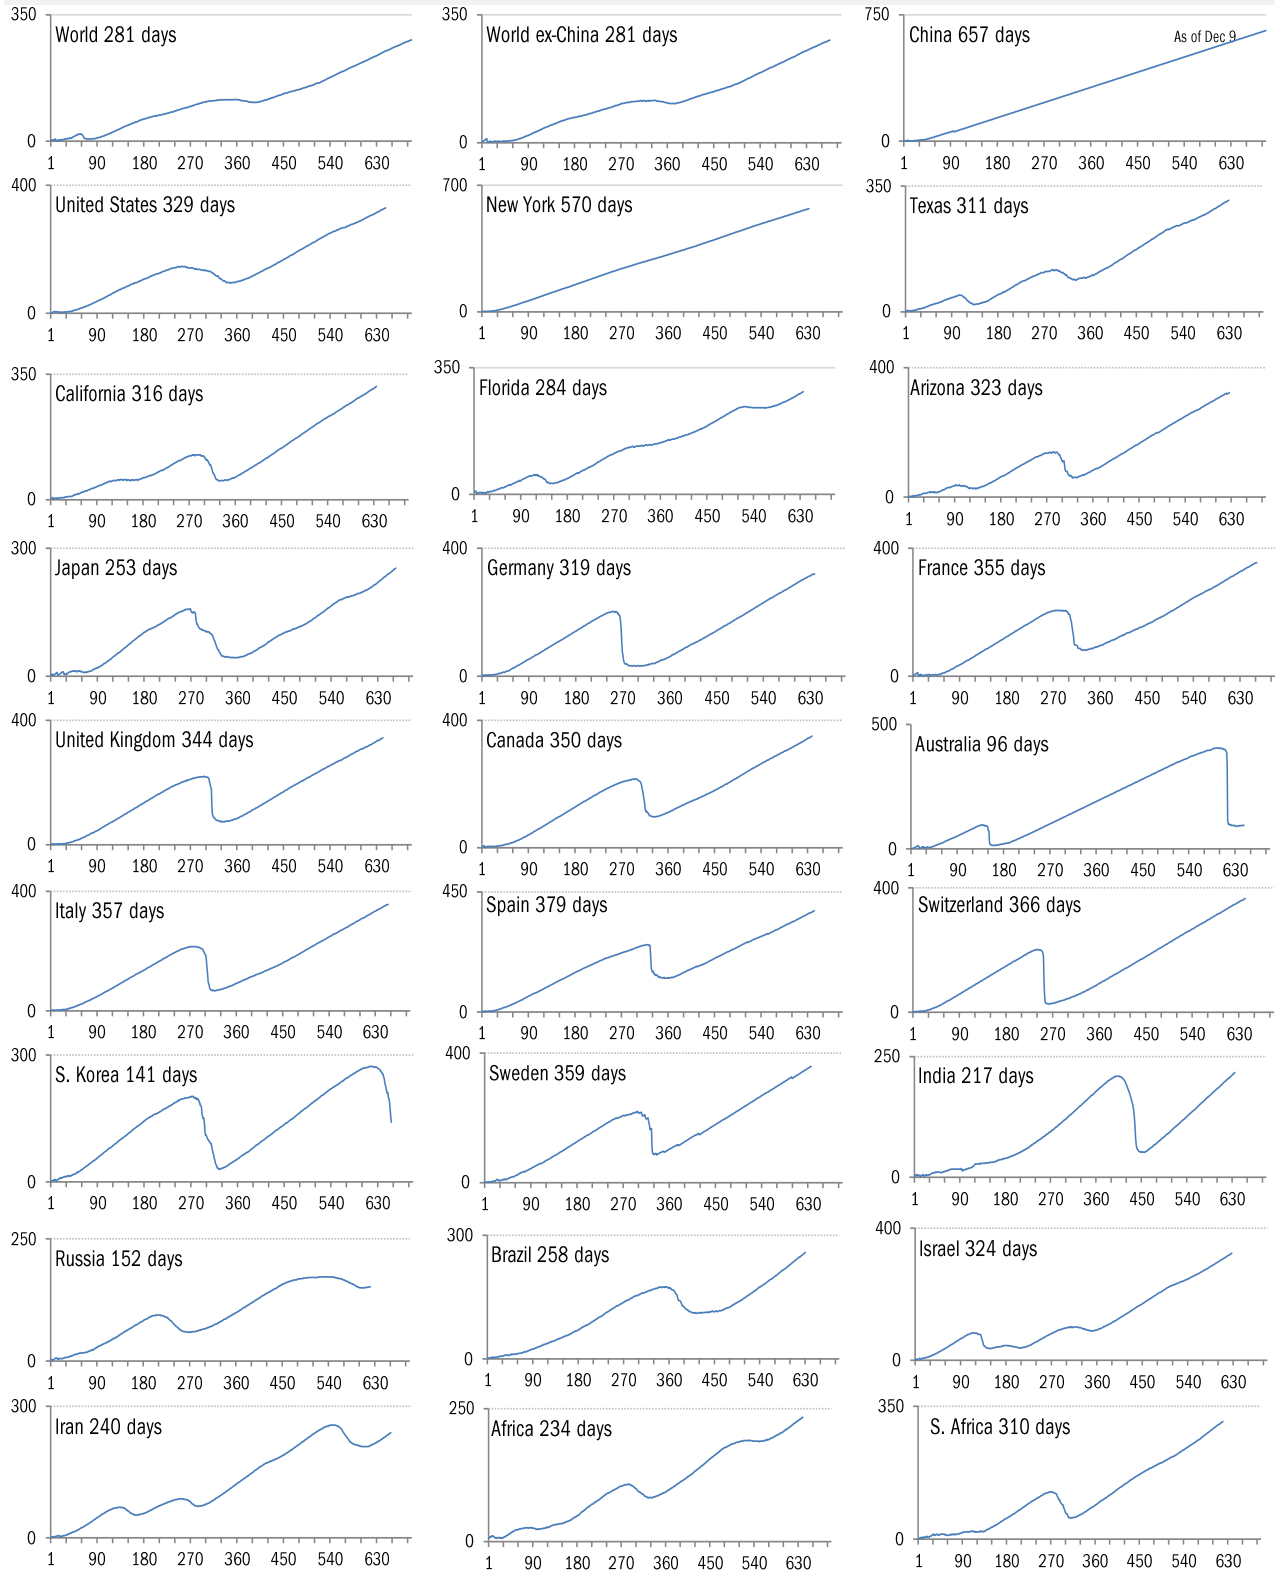 350
World 281 days
0
1 90 180 270 360 450 540 630
350
World ex-China 281 days
0
1 90 180 270 360 450 540 630
750
China 657 days
As of Dec 9
0
1 90 180 270 360 450 540 630
400
United States 329 days
0
1 90 180 270 360 450 540 630
700
New York 570 days
0
1 90 180 270 360 450 540 630
350
Texas 311 days
0
1 90 180 270 360 450 540 630
350
California 316 days
0
1 90 180 270 360 450 540 630
350
Florida 284 days
0
1 90 180 270 360 450 540 630
400
Arizona 323 days
0
1 90 180 270 360 450 540 630
300
Japan 253 days
0
1 90 180 270 360 450 540 630
400
Germany 319 days
0
1 90 180 270 360 450 540 630
400
France 355 days
0
1 90 180 270 360 450 540 630
400
United Kingdom 344 days
0
1 90 180 270 360 450 540 630
400
Canada 350 days
0
1 90 180 270 360 450 540 630
500
Australia 96 days
0
1 90 180 270 360 450 540 630
400
Italy 357 days
0
1 90 180 270 360 450 540 630
450
Spain 379 days
0
1 90 180 270 360 450 540 630
400
Switzerland 366 days
0
1 90 180 270 360 450 540 630
300
S. Korea 141 days
0
1 90 180 270 360 450 540 630
400
Sweden 359 days
0
1 90 180 270 360 450 540 630
250
India 217 days
0
1 90 180 270 360 450 540 630
250
Russia 152 days
0
1 90 180 270 360 450 540 630
300
Brazil 258 days
0
1 90 180 270 360 450 540 630
400
Israel 324 days
0
1 90 180 270 360 450 540 630
300
Iran 240 days
0
1 90 180 270 360 450 540 630
250
Africa 234 days
0
1 90 180 270 360 450 540 630
350
S. Africa 310 days
0
1 90 180 270 360 450 540 630